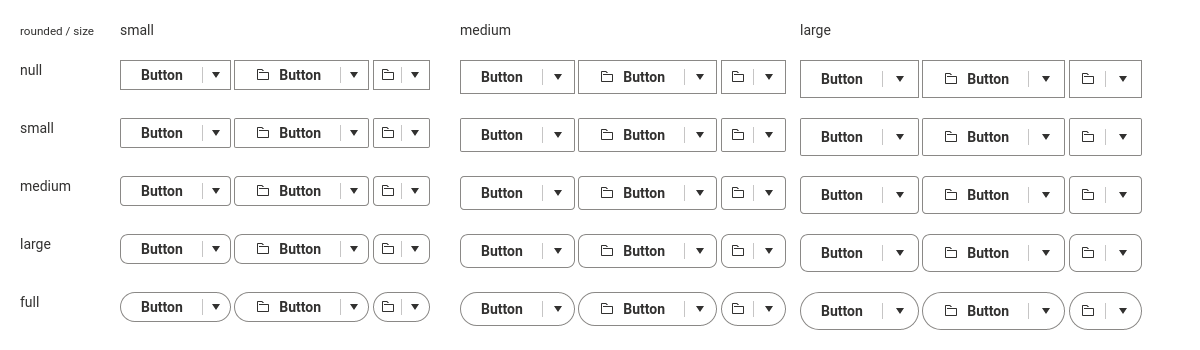 rounded / size small medium large
null Button Button Button Button Button Button
small Button Button Button Button Button Button
medium Button Button Button Button Button Button
large Button Button Button Button Button Button
full Button Button Button Button Button Button